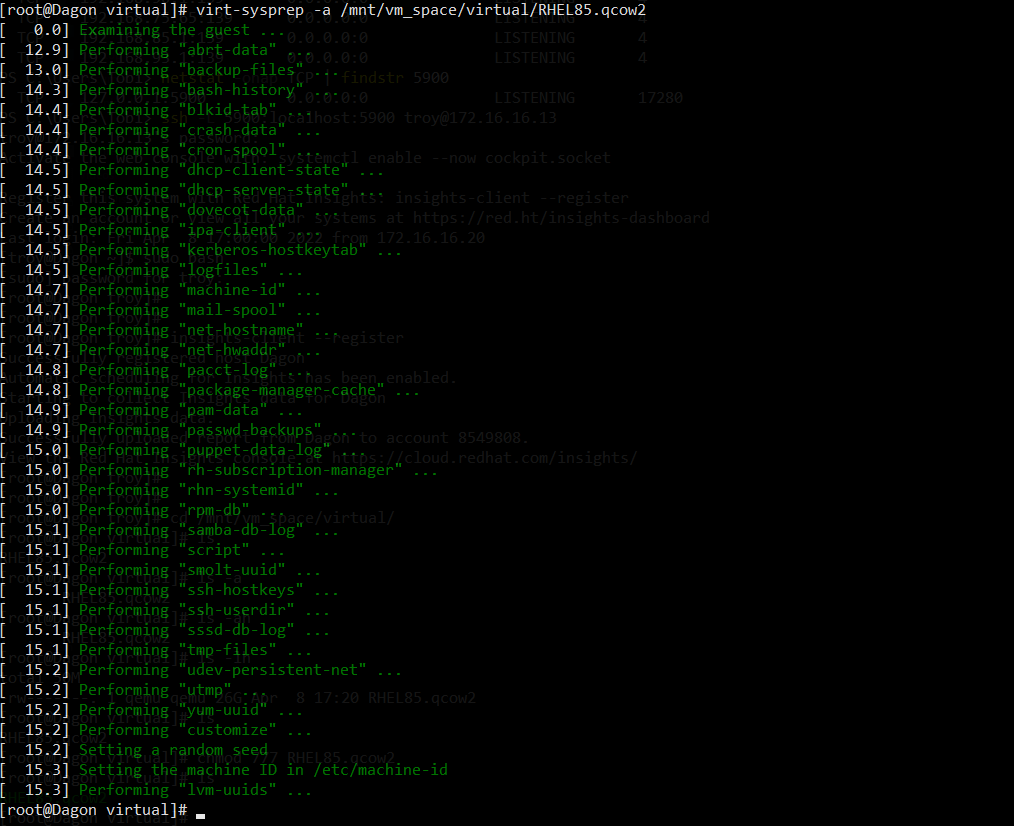 [root@Dagon virtual]# virt-sysprep -a /mnt/vm_space/virtual/RHEL85.qcow2
[   0.0] Examining the guest ...
[  12.9] Performing "abrt-data" ...
[  13.0] Performing "backup-files" ...
[  14.3] Performing "bash-history" ...
[  14.4] Performing "blkid-tab" ...
[  14.4] Performing "crash-data" ...
[  14.4] Performing "cron-spool" ...
[  14.5] Performing "dhcp-client-state" ...
[  14.5] Performing "dhcp-server-state" ...
[  14.5] Performing "dovecot-data" ...
[  14.5] Performing "ipa-client" ...
[  14.5] Performing "kerberos-hostkeytab" ...
[  14.5] Performing "logfiles" ...
[  14.7] Performing "machine-id" ...
[  14.7] Performing "mail-spool" ...
[  14.7] Performing "net-hostname" ...
[  14.7] Performing "net-hwaddr" ...
[  14.8] Performing "pacct-log" ...
[  14.8] Performing "package-manager-cache" ...
[  14.9] Performing "pam-data" ...
[  14.9] Performing "passwd-backups" ...
[  15.0] Performing "puppet-data-log" ...
[  15.0] Performing "rh-subscription-manager" ...
[  15.0] Performing "rhn-systemid" ...
[  15.0] Performing "rpm-db" ...
[  15.1] Performing "samba-db-log" ...
[  15.1] Performing "script" ...
[  15.1] Performing "smolt-uuid" ...
[  15.1] Performing "ssh-hostkeys" ...
[  15.1] Performing "ssh-userdir" ...
[  15.1] Performing "sssd-db-log" ...
[  15.1] Performing "tmp-files" ...
[  15.2] Performing "udev-persistent-net" ...
[  15.2] Performing "utmp" ...
[  15.2] Performing "yum-uuid" ...
[  15.2] Performing "customize" ...
[  15.2] Setting a random seed
[  15.3] Setting the machine ID in /etc/machine-id
[  15.3] Performing "lvm-uuids" ...
[root@Dagon virtual]#